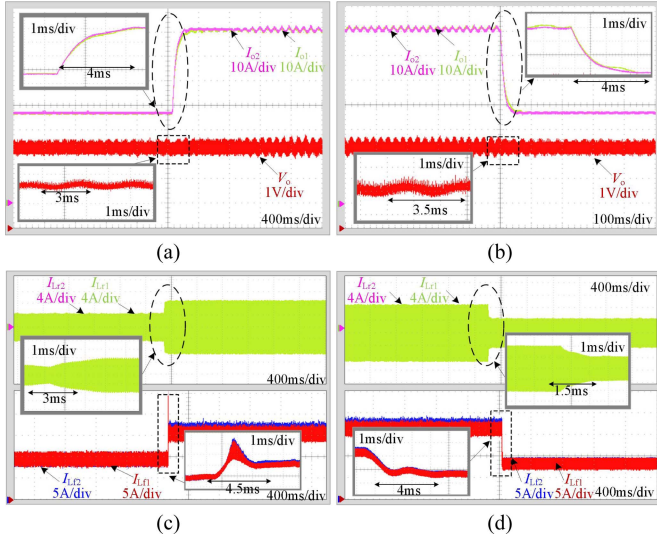 1ms/div
4ms
Io2 Io1
10A/div 10A/div
1ms/div
3ms
Vo
1V/div
400ms/div
(a)
1ms/div
4ms
Io2 Io1
10A/div 10A/div
1ms/div
3.5ms
Vo
1V/div
100ms/div
(b)
ILr2 ILr1
4A/div 4A/div
1ms/div
3ms
400ms/div
1ms/div
4.5ms
ILf2 ILf1
5A/div 5A/div
400ms/div
(c)
400ms/div
ILr2 ILr1
4A/div 4A/div
1ms/div
1.5ms
1ms/div
4ms
ILf2 ILf1
5A/div 5A/div 400ms/div
(d)